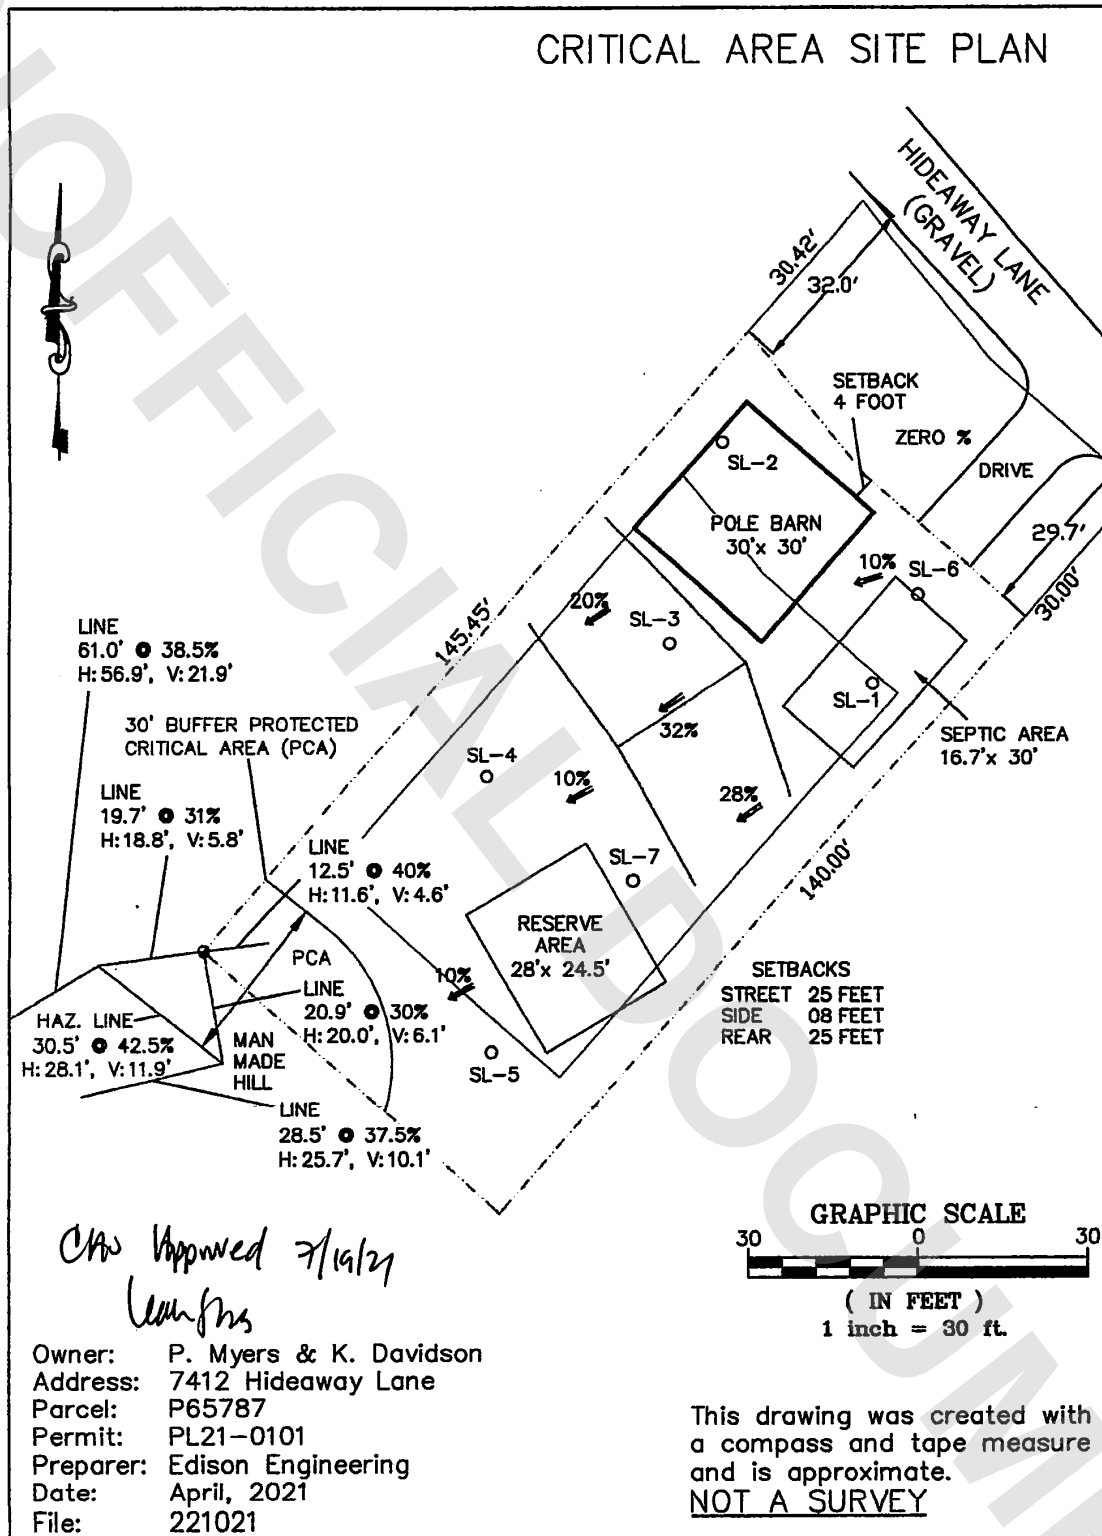 CRITICAL AREA SITE PLAN
HIDEAWAY LANE
(GRAVEL)
30.42'
32.0'
SETBACK
4 FOOT
ZERO %
DRIVE
SL-2
POLE BARN
30'x 30'
29.7'
30.00'
10%
SL-6
20%
SL-3
145.45'
LINE
61.0' @ 38.5%
H:56.9', V:21.9'
SL-1
32%
30' BUFFER PROTECTED
CRITICAL AREA (PCA)
SEPTIC AREA
16.7'x 30'
SL-4
10%
28%
LINE
19.7' @ 31%
H:18.8', V:5.8'
LINE
12.5' @ 40%
H:11.6', V:4.6'
SL-7
140.00'
RESERVE
AREA
28'x 24.5'
PCA
10%
SETBACKS
STREET 25 FEET
SIDE 08 FEET
REAR 25 FEET
LINE
20.9' @ 30%
H:20.0', V:6.1'
HAZ. LINE
30.5' @ 42.5%
H:28.1', V:11.9'
MAN
MADE
HILL
SL-5
LINE
28.5' @ 37.5%
H:25.7', V:10.1'
GRAPHIC SCALE
30 0 30
( IN FEET )
1 inch = 30 ft.
CAO Approved 7/19/21
Owner: P. Myers & K. Davidson
Address: 7412 Hideaway Lane
Parcel: P65787
Permit: PL21-0101
Preparer: Edison Engineering
Date: April, 2021
File: 221021
This drawing was created with
a compass and tape measure
and is approximate.
NOT A SURVEY
UNOFFICIAL DOCUMENT